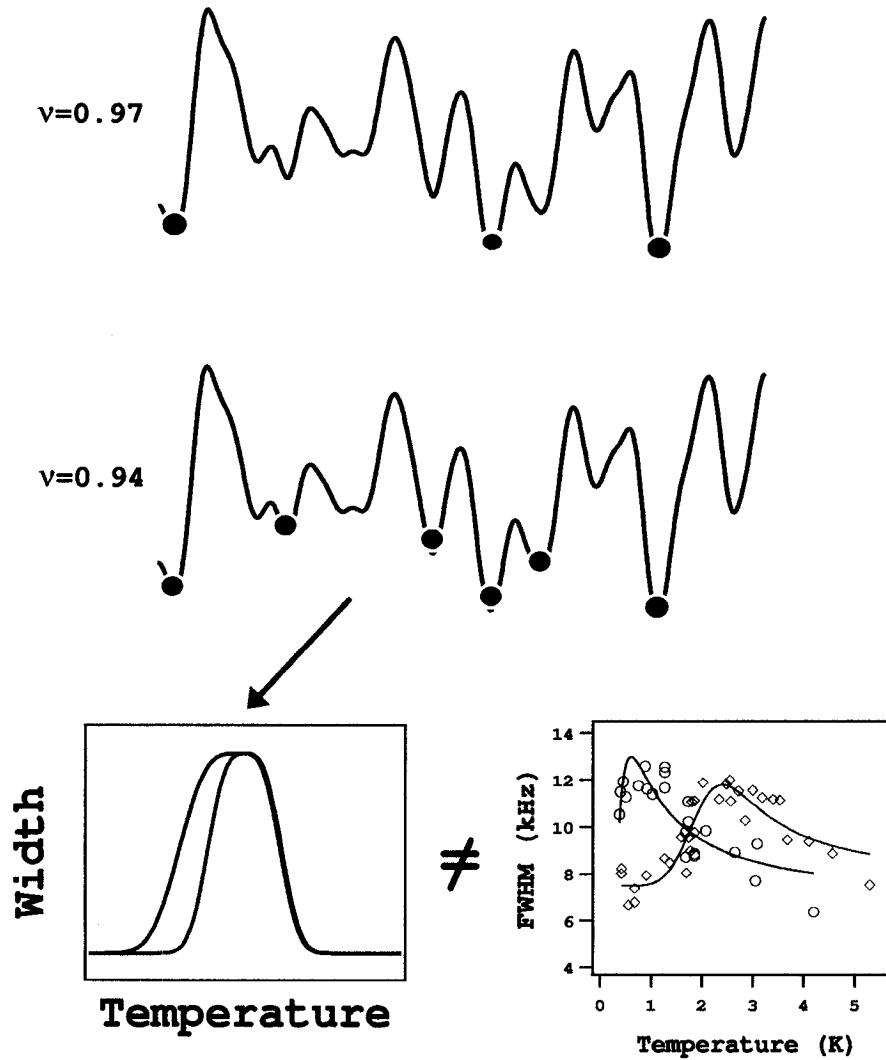 ν=0.97
ν=0.94
Width
Temperature
≠
FWHM (kHz)
14
12
10
8
6
4
0 1 2 3 4 5
Temperature (K)